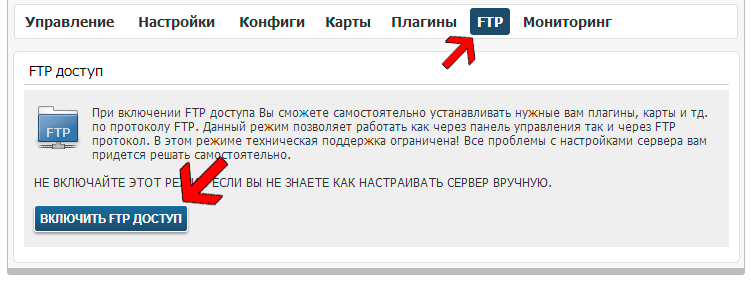 Управление Настройки Конфиги Карты Плагины FTP Мониторинг
FTP доступ
FTP
При включении FTP доступа Вы сможете самостоятельно устанавливать нужные вам плагины, карты и тд.
по протоколу FTP. Данный режим позволяет работать как через панель управления так и через FTP
протокол. В этом режиме техническая поддержка ограничена! Все проблемы с настройками сервера вам
придется решать самостоятельно.
НЕ ВКЛЮЧАЙТЕ ЭТОТ РЕЖИМ ЕСЛИ ВЫ НЕ ЗНАЕТЕ КАК НАСТРАИВАТЬ СЕРВЕР ВРУЧНУЮ.
ВКЛЮЧИТЬ FTP ДОСТУП